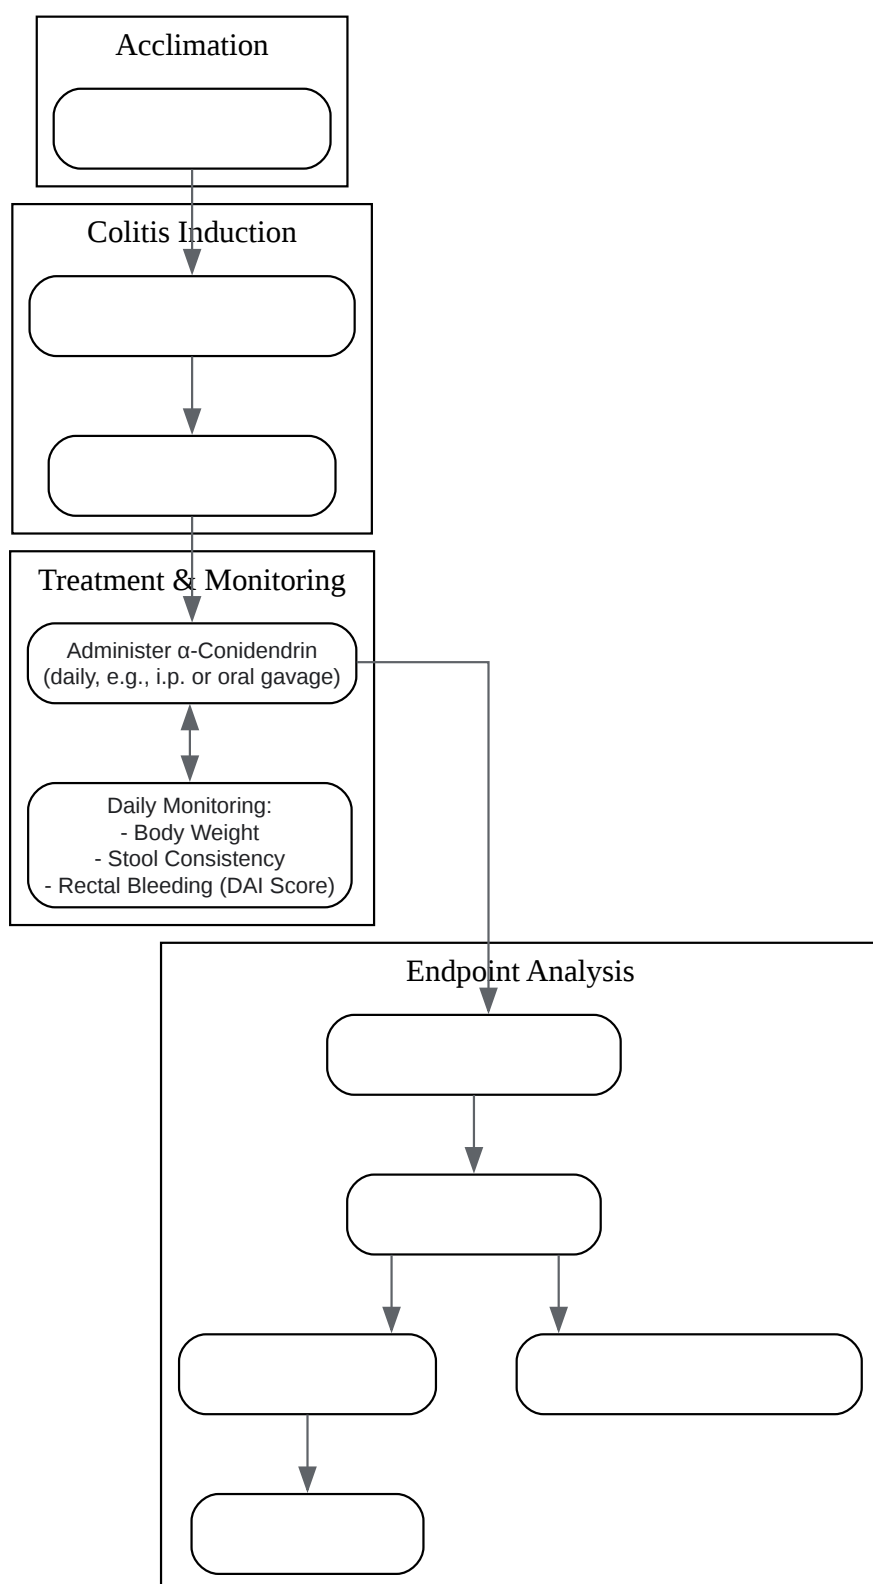 Acclimation
Colitis Induction
Treatment & Monitoring
Administer α-Conidendrin
(daily, e.g., i.p. or oral gavage)
Daily Monitoring:
- Body Weight
- Stool Consistency
- Rectal Bleeding (DAI Score)
Endpoint Analysis